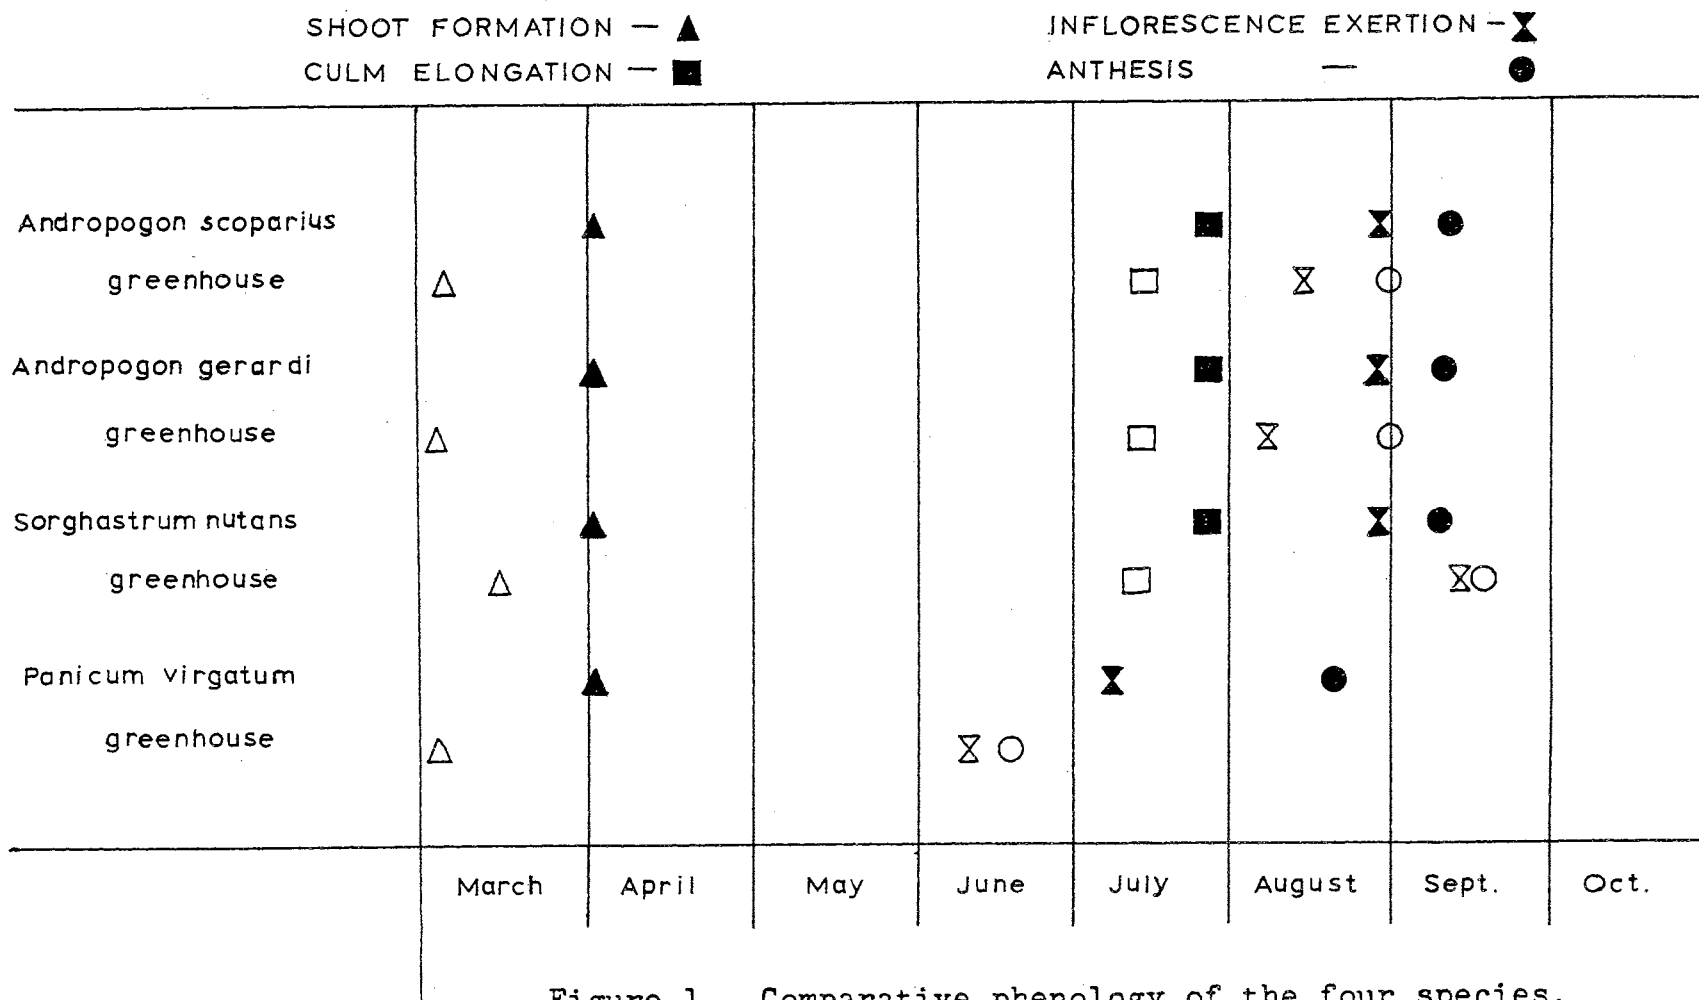 SHOOT FORMATION — ▲ INFLORESCENCE EXERTION — ⧗
CULM ELONGATION — ■ ANTHESIS — ●
Andropogon scoparius
greenhouse
Andropogon gerardi
greenhouse
Sorghastrum nutans
greenhouse
Panicum virgatum
greenhouse
March April May June July August Sept. Oct.
Figure 1. Comparative phenology of the four species.